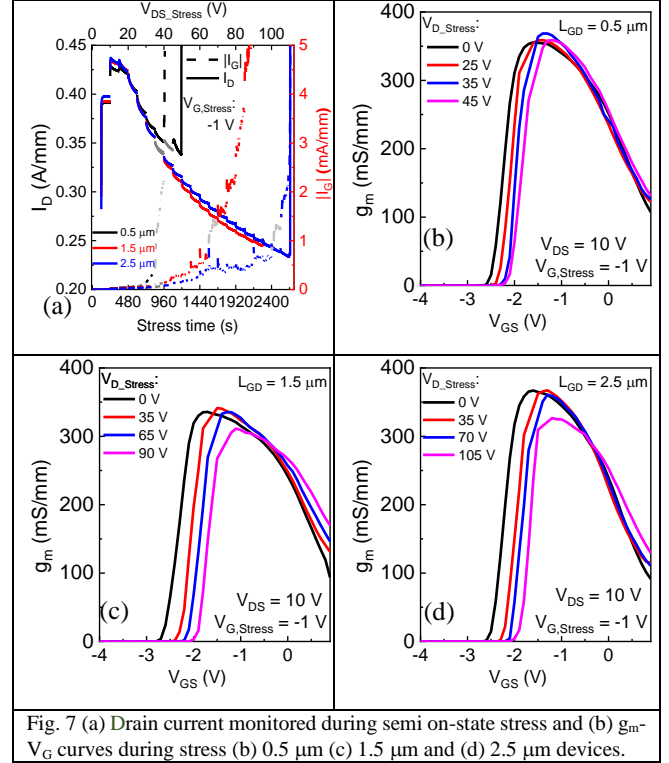 V_DS_Stress (V)
0 20 40 60 80 100
0.45 0.40 0.35 0.30 0.25 0.20
I_D (A/mm)
5 4 3 2 1 0
|I_G| (mA/mm)
|I_G|
I_D
V_G,Stress:
-1 V
0.5 μm
1.5 μm
2.5 μm
(a)
0 480 960 1440 1920 2400
Stress time (s)
V_D_Stress:
0 V
25 V
35 V
45 V
L_GD = 0.5 μm
400 300 200 100 0
g_m (mS/mm)
(b)
V_DS = 10 V
V_G,Stress = -1 V
-4 -3 -2 -1 0
V_GS (V)
V_D_Stress:
0 V
35 V
65 V
90 V
L_GD = 1.5 μm
400 300 200 100 0
g_m (mS/mm)
(c)
V_DS = 10 V
V_G,Stress = -1 V
-4 -3 -2 -1 0
V_GS (V)
V_D_Stress:
0 V
35 V
70 V
105 V
L_GD = 2.5 μm
400 300 200 100 0
g_m (mS/mm)
(d)
V_DS = 10 V
V_G,Stress = -1 V
-4 -3 -2 -1 0
V_GS (V)
Fig. 7 (a) Drain current monitored during semi on-state stress and (b) g_m-
V_G curves during stress (b) 0.5 μm (c) 1.5 μm and (d) 2.5 μm devices.